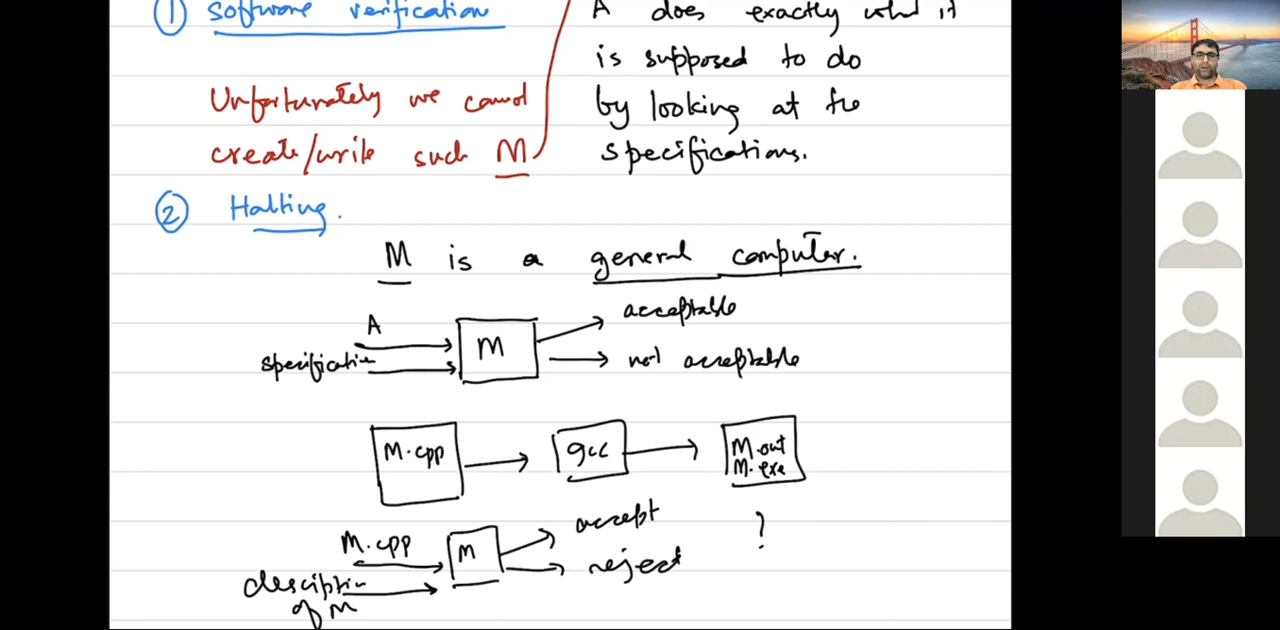 ① Software verification
A does exactly what it
is supposed to do
by looking at the
specifications.
Unfortunately we cannot
create/write such M
② Halting.
M is a general computer.
A
specification
M
acceptable
not acceptable
M.cpp
gcc
M.out
M.exe
M.cpp
desciption
of M
M
accept
reject
?